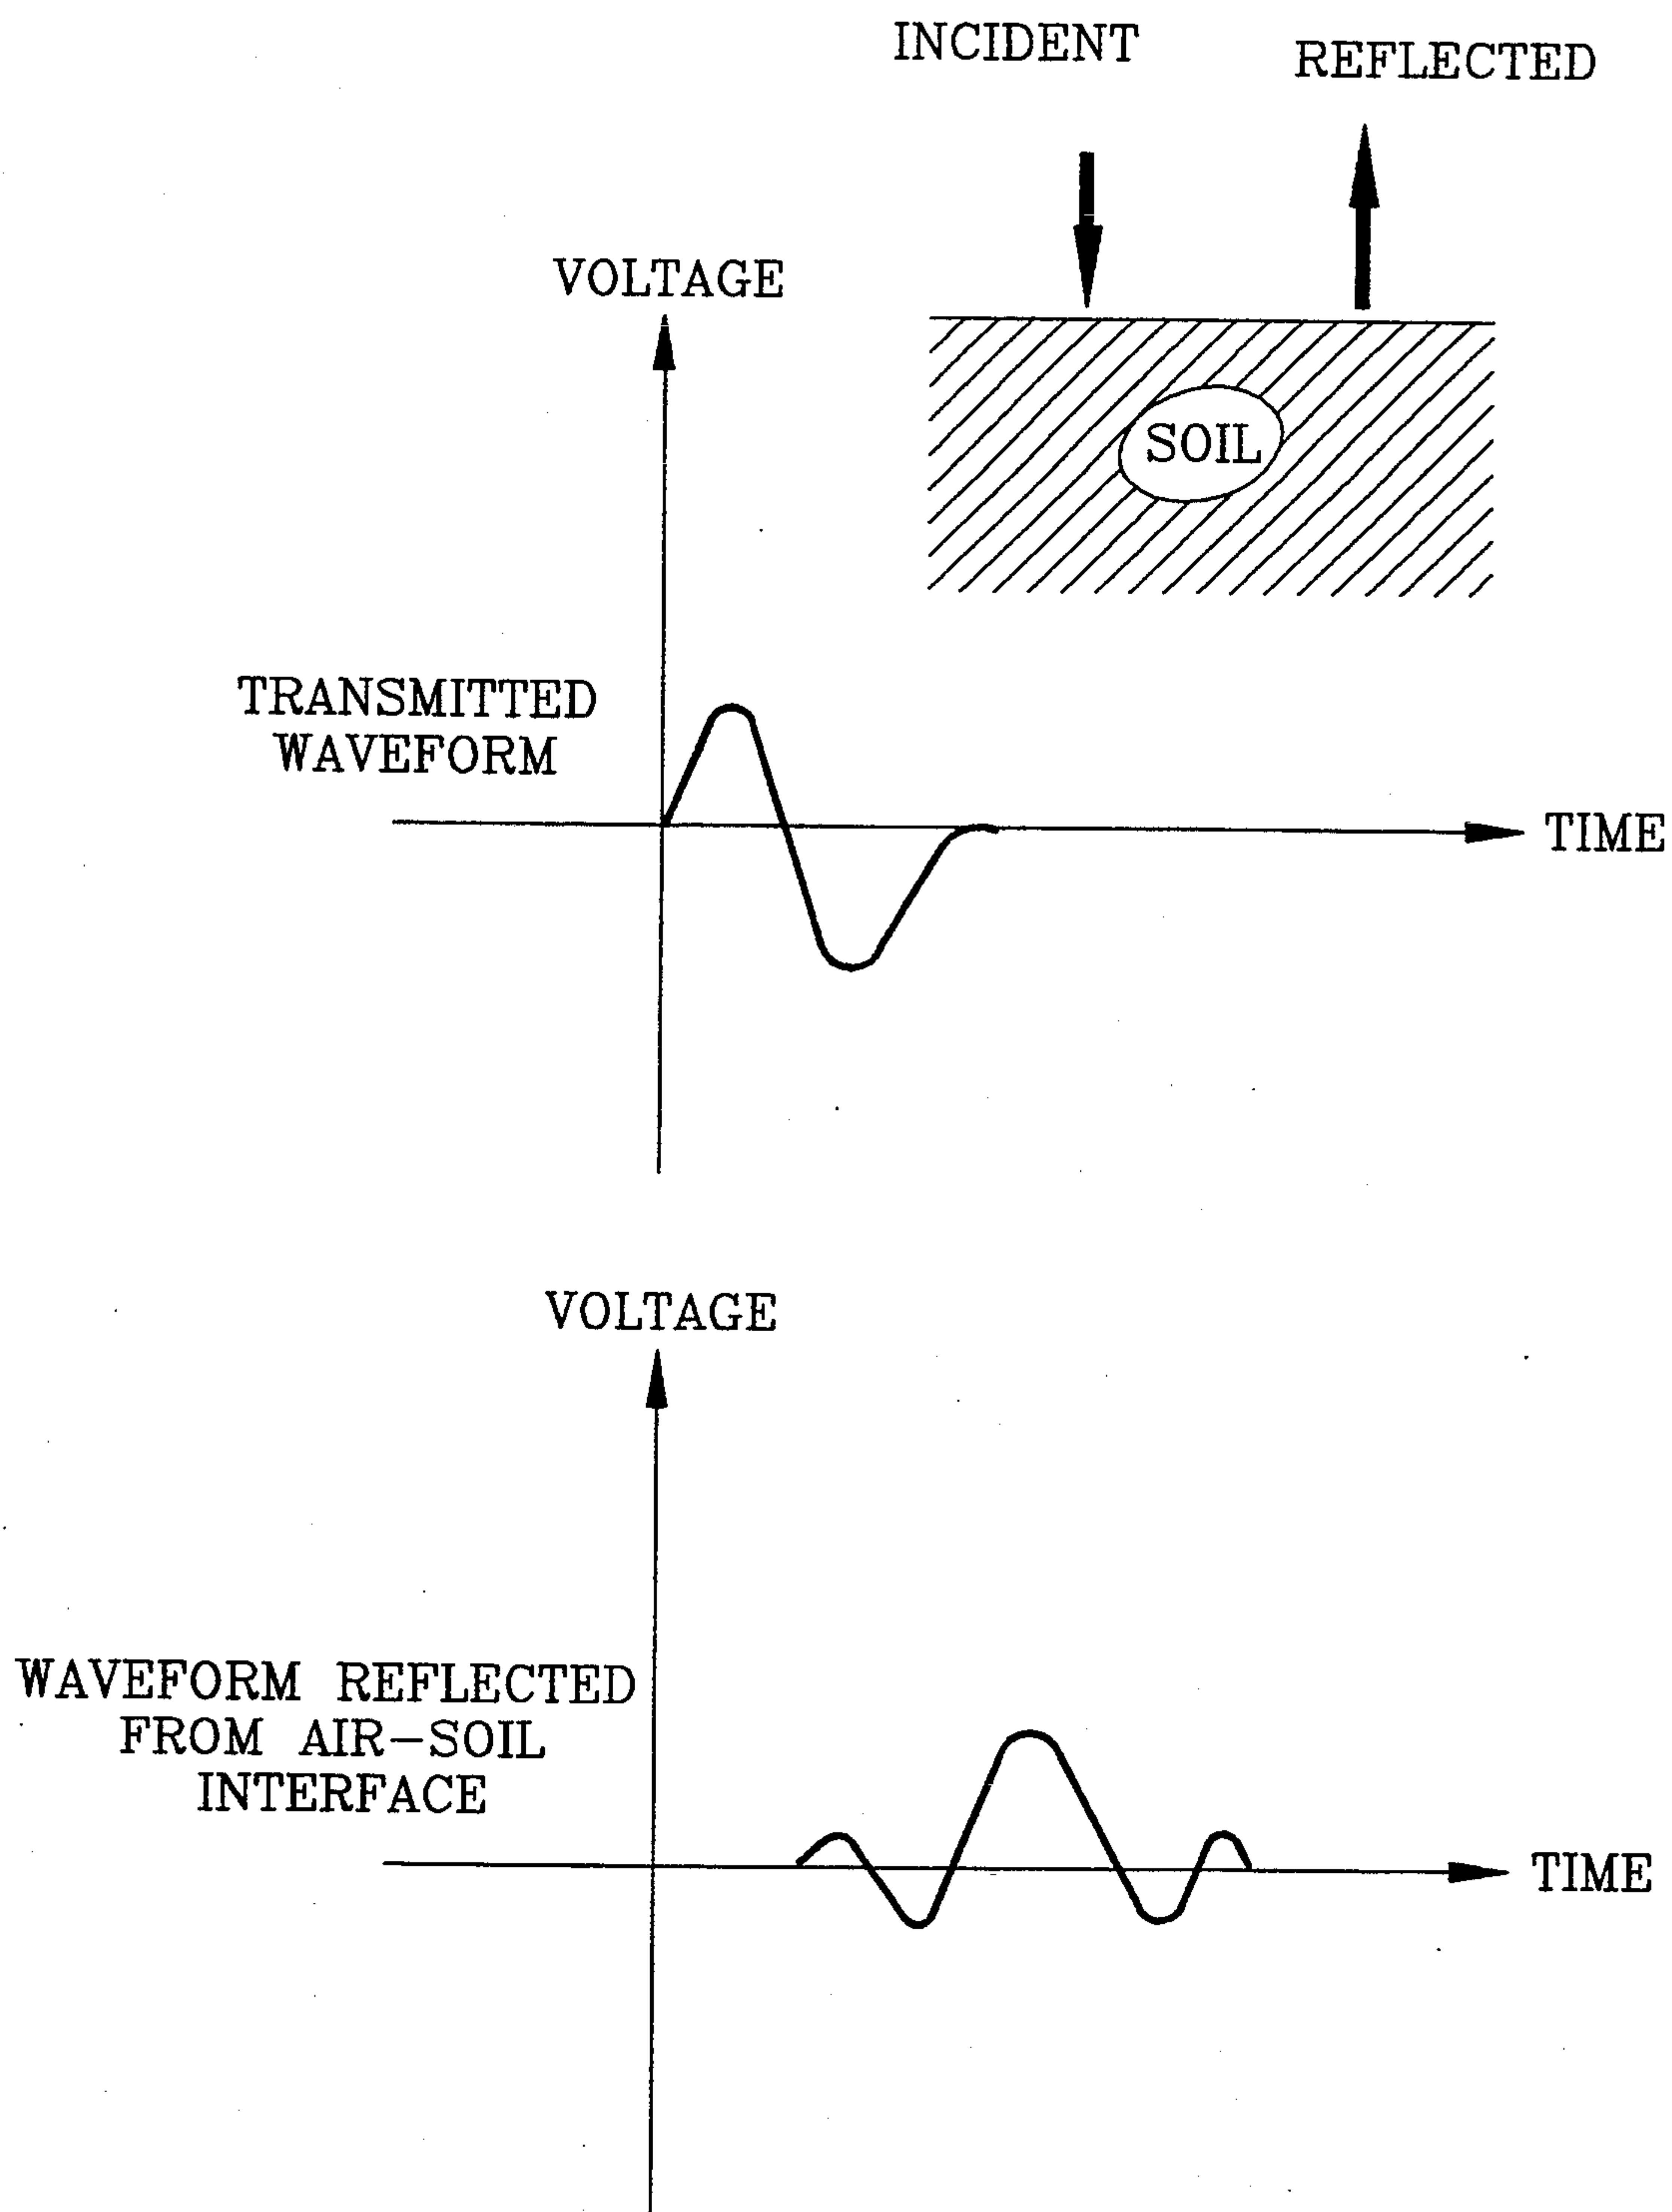 INCIDENT
REFLECTED
VOLTAGE
SOIL
TRANSMITTED
WAVEFORM
TIME
VOLTAGE
WAVEFORM REFLECTED
FROM AIR-SOIL
INTERFACE
TIME